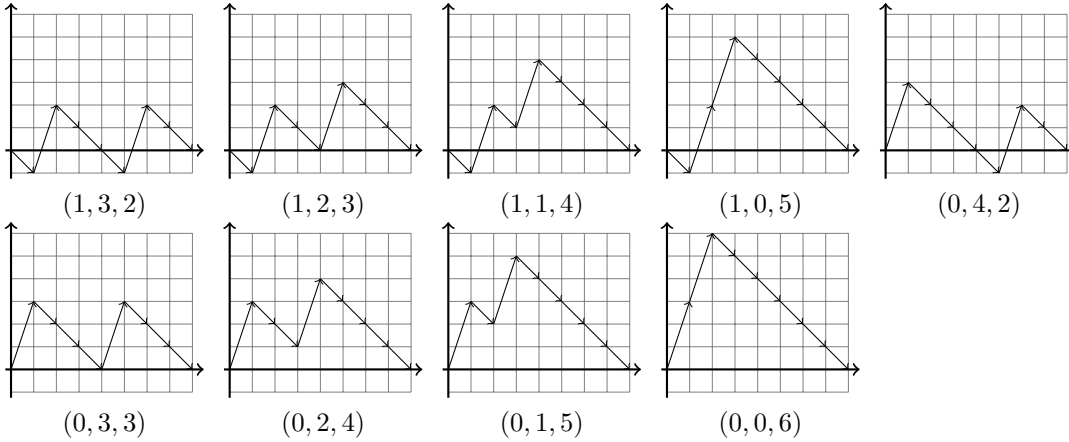 (1, 3, 2) (1, 2, 3) (1, 1, 4) (1, 0, 5) (0, 4, 2)
(0, 3, 3) (0, 2, 4) (0, 1, 5) (0, 0, 6)